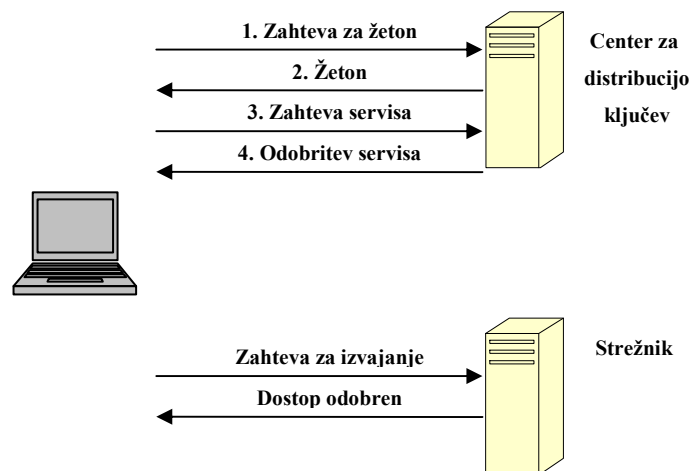 1. Zahteva za žeton
2. Žeton
3. Zahteva servisa
4. Odobritev servisa
Center za
distribucijo
ključev
Zahteva za izvajanje
Dostop odobren
Strežnik